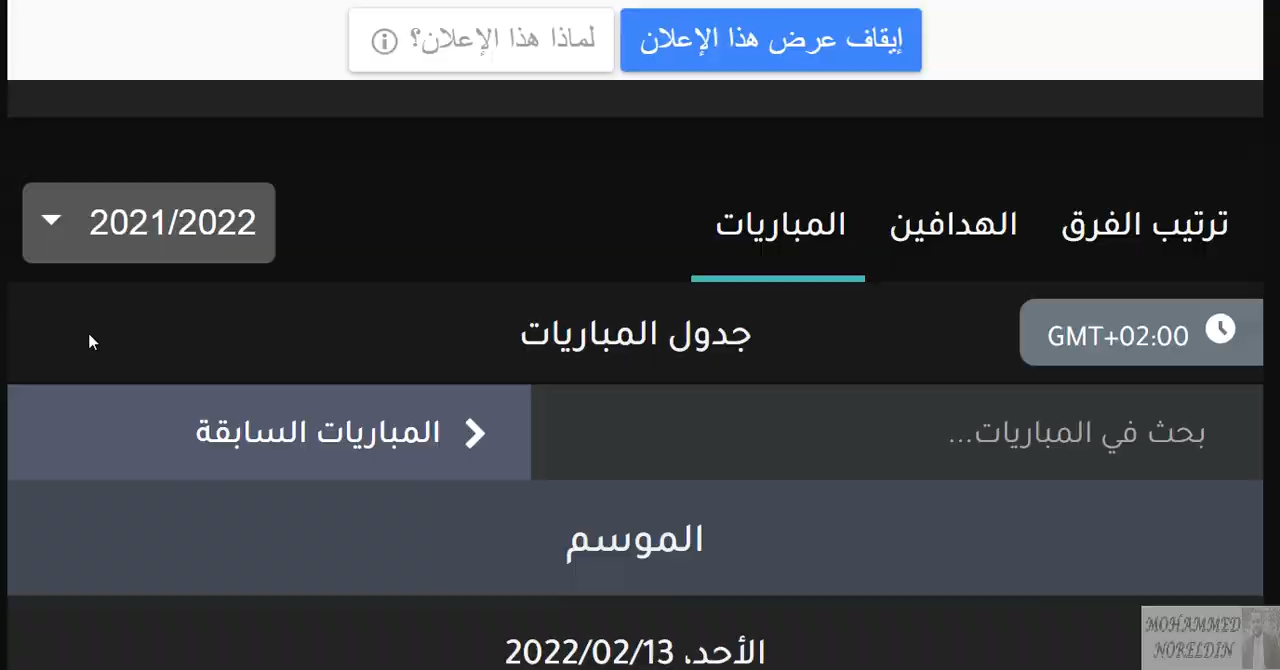 إيقاف عرض هذا الإعلان
لماذا هذا الإعلان؟
ترتيب الفرق
الهدافين
المباريات
2021/2022
GMT+02:00
جدول المباريات
بحث في المباريات...
المباريات السابقة
الموسم
الأحد، 2022/02/13
MOHAMMED
NORELDIN